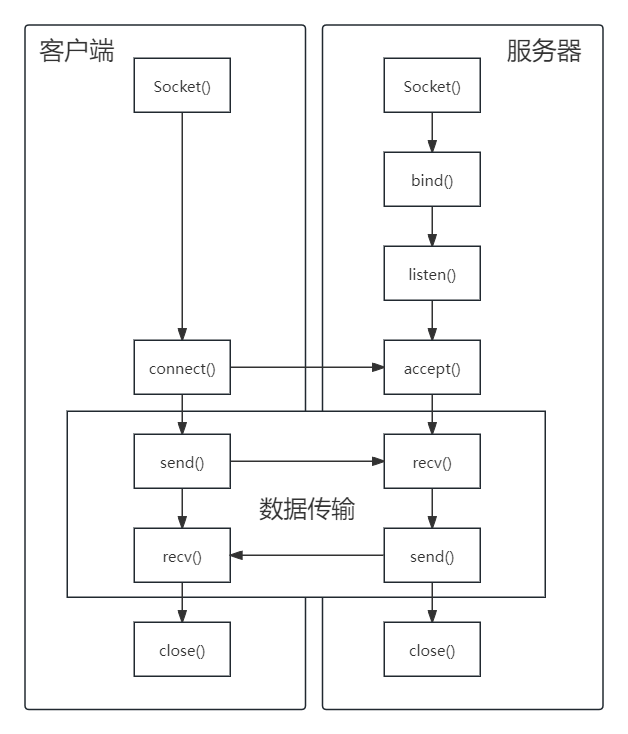 客户端
服务器
Socket()
Socket()
bind()
listen()
connect()
accept()
send()
recv()
数据传输
recv()
send()
close()
close()